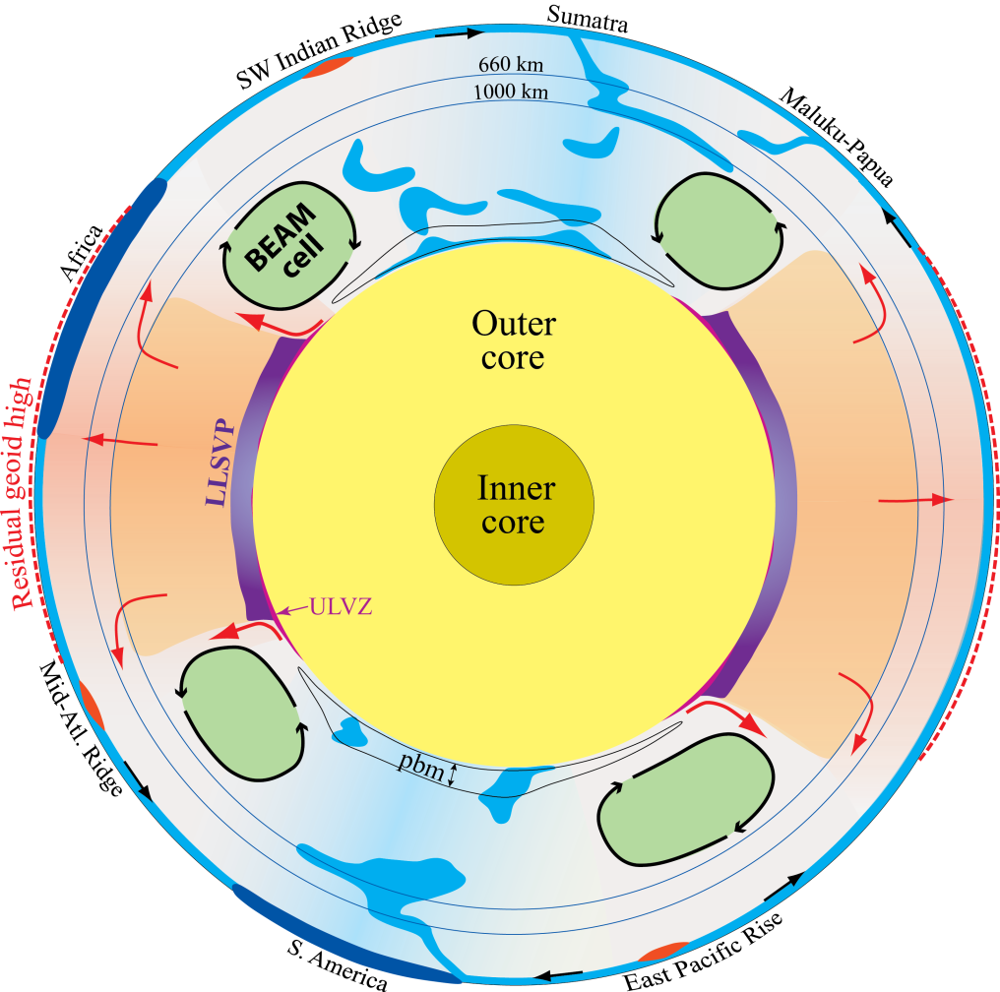 Sumatra
SW Indian Ridge
660 km
1000 km
Maluku-Papua
Africa
BEAM
cell
Outer
core
Residual geoid high
LLSVP
Inner
core
ULVZ
Mid-Atl. Ridge
pbm
East Pacific Rise
S. America